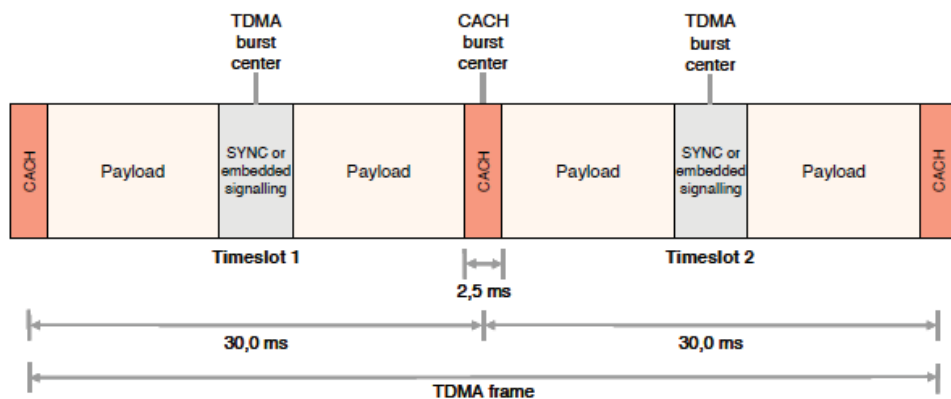 TDMA
burst
center
CACH
burst
center
TDMA
burst
center
CACH
Payload
SYNC or
embedded
signalling
Payload
CACH
Payload
SYNC or
embedded
signalling
Payload
CACH
Timeslot 1
Timeslot 2
2,5 ms
30,0 ms
30,0 ms
TDMA frame